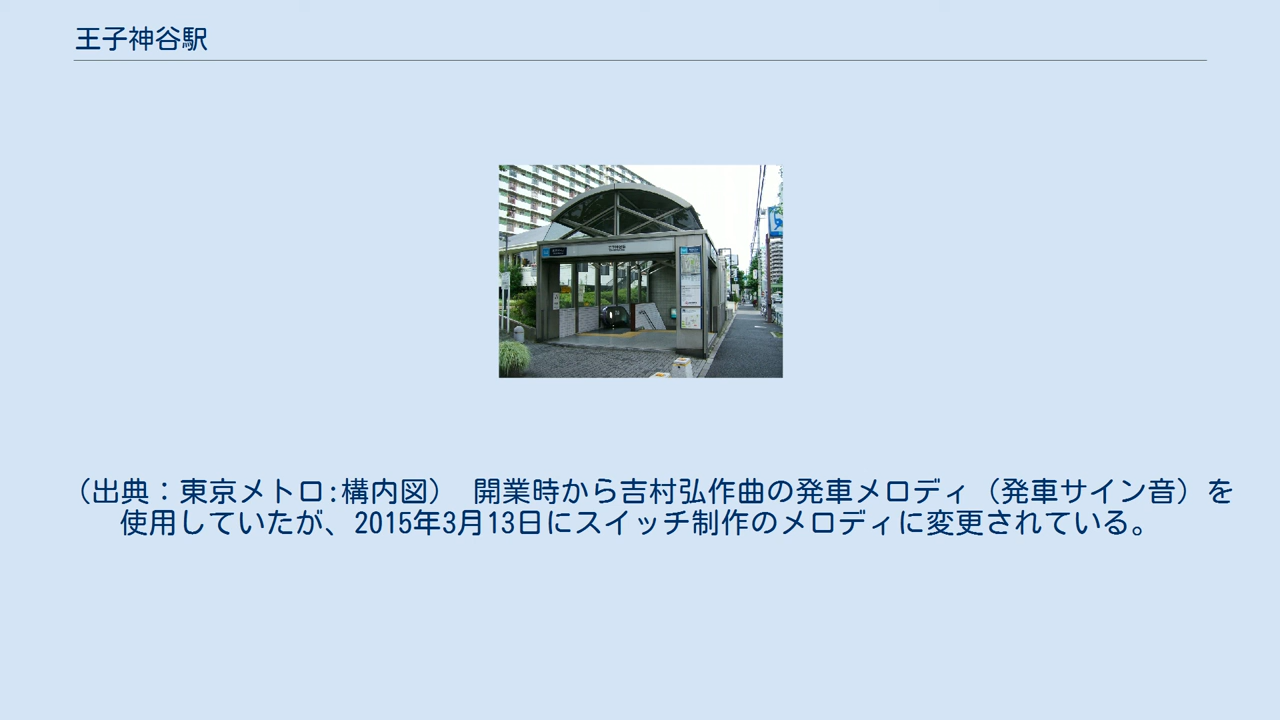 王子神谷駅
（出典：東京メトロ:構内図） 開業時から吉村弘作曲の発車メロディ（発車サイン音）を
使用していたが、2015年3月13日にスイッチ制作のメロディに変更されている。